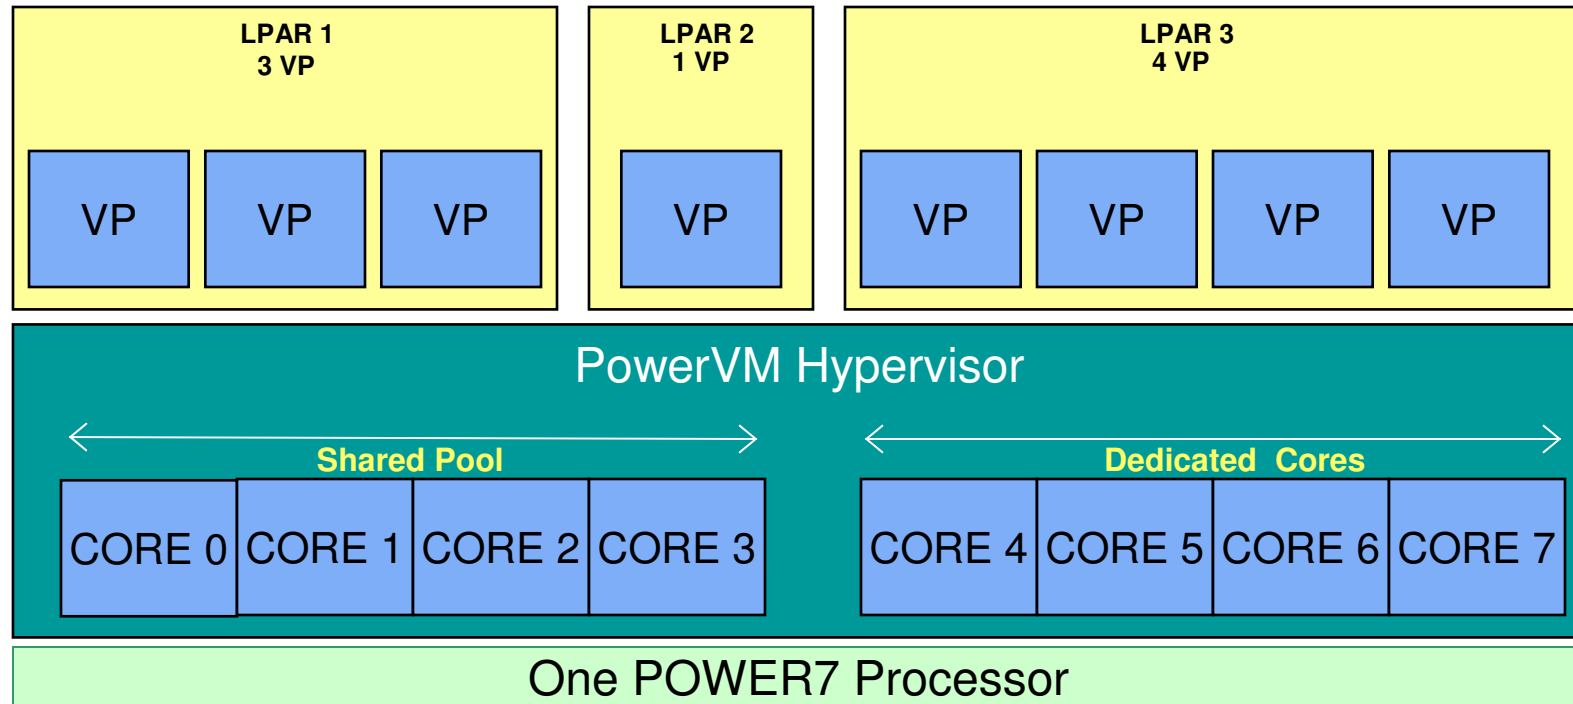 LPAR 1
3 VP
LPAR 2
1 VP
LPAR 3
4 VP
VP
VP
VP
VP
VP
VP
VP
VP
PowerVM Hypervisor
Shared Pool
Dedicated Cores
CORE 0
CORE 1
CORE 2
CORE 3
CORE 4
CORE 5
CORE 6
CORE 7
One POWER7 Processor